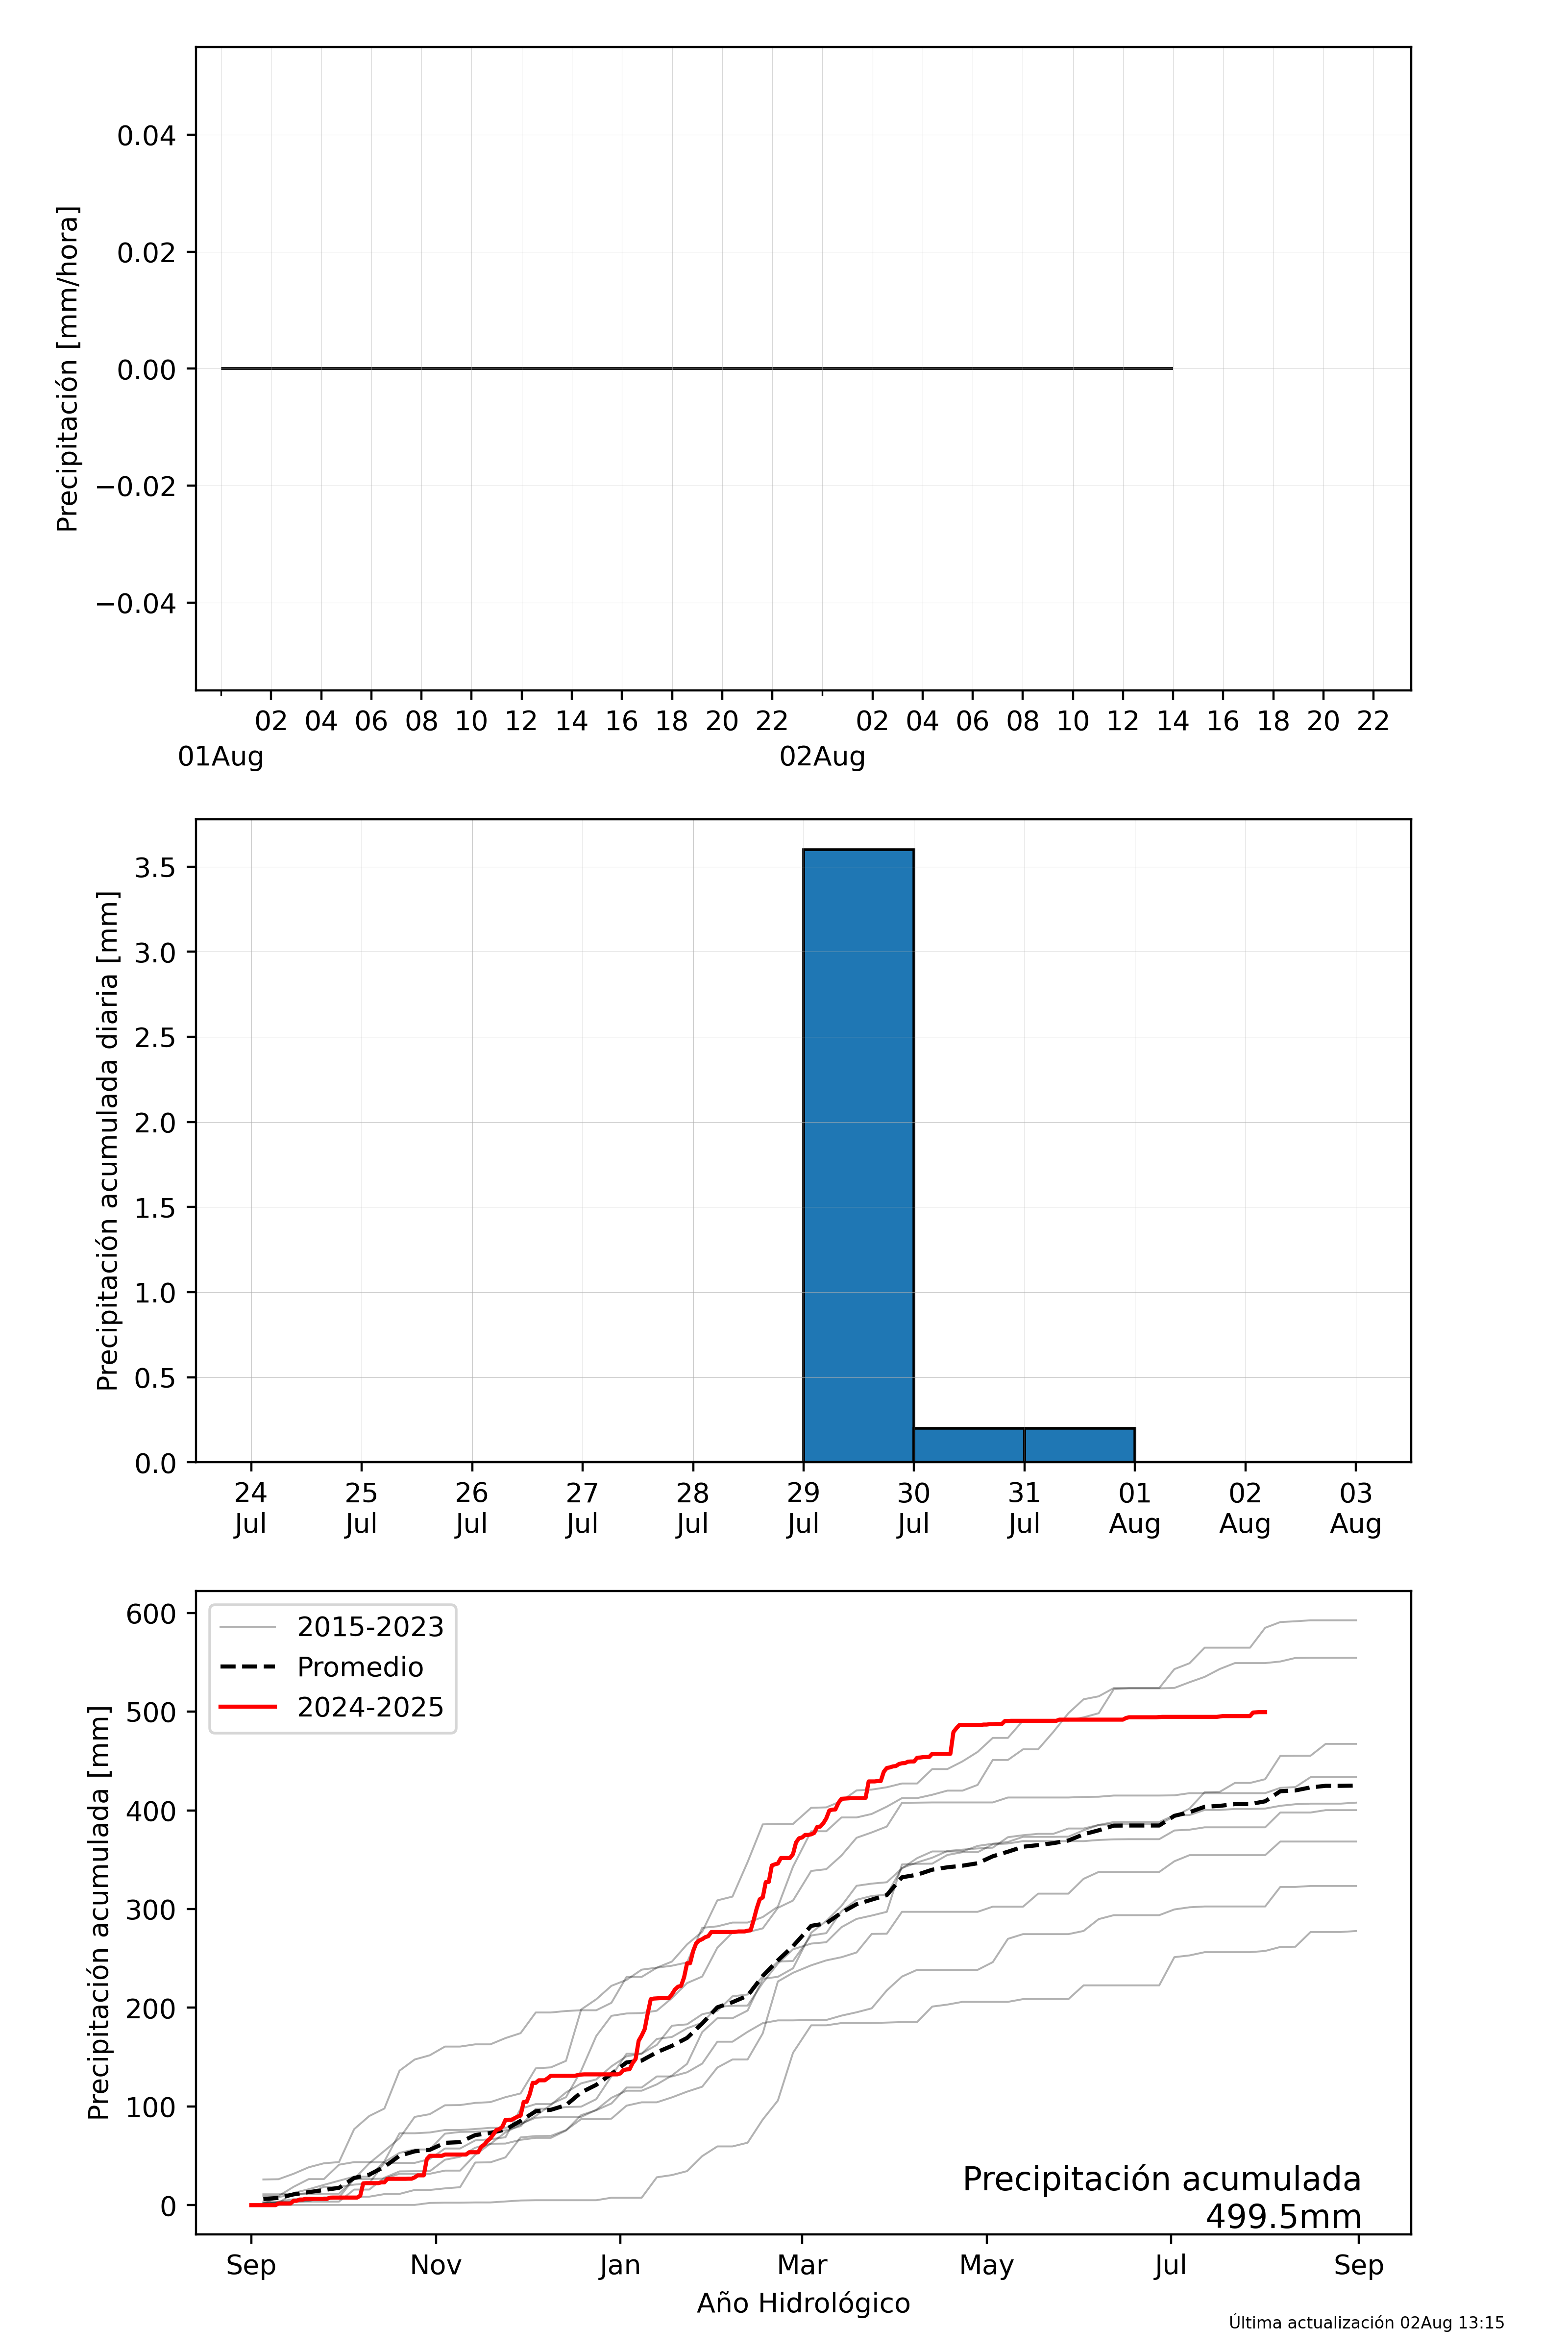 Precipitación [mm/hora]
0.04
0.02
0.00
−0.02
−0.04
02 04 06 08 10 12 14 16 18 20 22 02 04 06 08 10 12 14 16 18 20 22
01Aug 02Aug
Precipitación acumulada diaria [mm]
3.5
3.0
2.5
2.0
1.5
1.0
0.5
0.0
24 25 26 27 28 29 30 31 01 02 03
Jul Jul Jul Jul Jul Jul Jul Jul Aug Aug Aug
Precipitación acumulada [mm]
600
500
400
300
200
100
0
2015-2023
Promedio
2024-2025
Precipitación acumulada
499.5mm
Sep Nov Jan Mar May Jul Sep
Año Hidrológico
Última actualización 02Aug 13:15